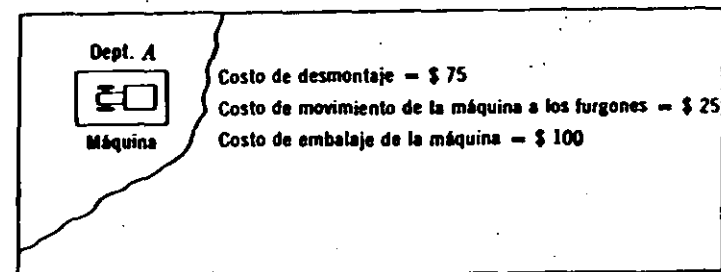 Dept. A
Máquina
Costo de desmontaje = $ 75
Costo de movimiento de la máquina a los furgones = $ 25
Costo de embalaje de la máquina = $ 100